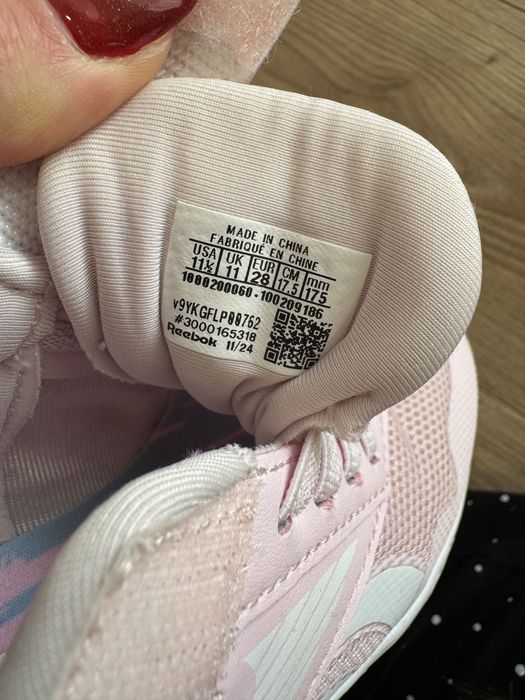 MADE IN CHINA
FABRIQUÉ EN CHINE
USA UK EUR CM mm
11½ 11 28 17.5 175
1000200060-100209186
v9YKGFLP00762
#3000165318
Reebok 11/24